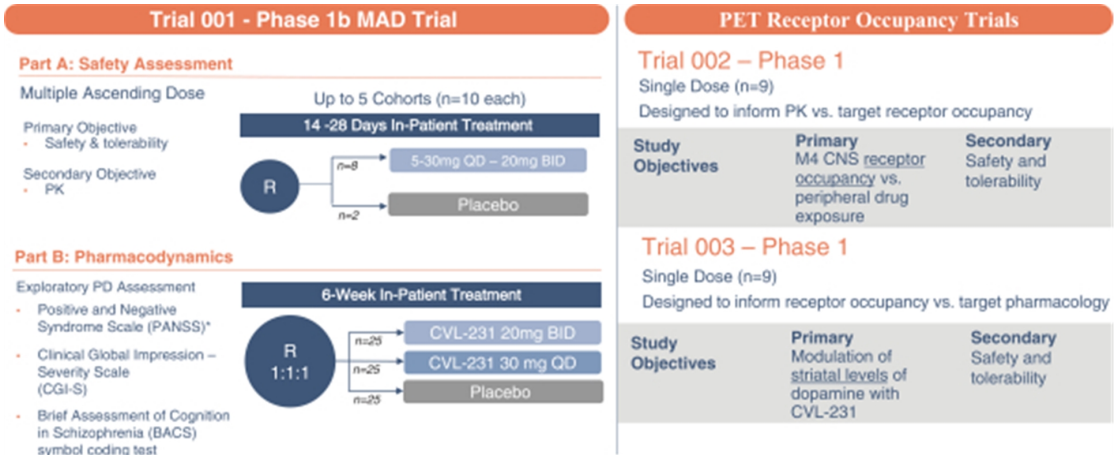 Trial 001 - Phase 1b MAD Trial
Part A: Safety Assessment
Multiple Ascending Dose
Primary Objective
• Safety & tolerability
Secondary Objective
• PK
Up to 5 Cohorts (n=10 each)
14 -28 Days In-Patient Treatment
R
n=8
5-30mg QD – 20mg BID
n=2
Placebo
Part B: Pharmacodynamics
Exploratory PD Assessment
• Positive and Negative
Syndrome Scale (PANSS)*
• Clinical Global Impression –
Severity Scale
(CGI-S)
• Brief Assessment of Cognition
in Schizophrenia (BACS)
symbol coding test
6-Week In-Patient Treatment
R
1:1:1
n=25
CVL-231 20mg BID
n=25
CVL-231 30 mg QD
n=25
Placebo
PET Receptor Occupancy Trials
Trial 002 – Phase 1
Single Dose (n=9)
Designed to inform PK vs. target receptor occupancy
Study
Objectives
Primary
M4 CNS receptor
occupancy vs.
peripheral drug
exposure
Secondary
Safety and
tolerability
Trial 003 – Phase 1
Single Dose (n=9)
Designed to inform receptor occupancy vs. target pharmacology
Study
Objectives
Primary
Modulation of
striatal levels of
dopamine with
CVL-231
Secondary
Safety and
tolerability